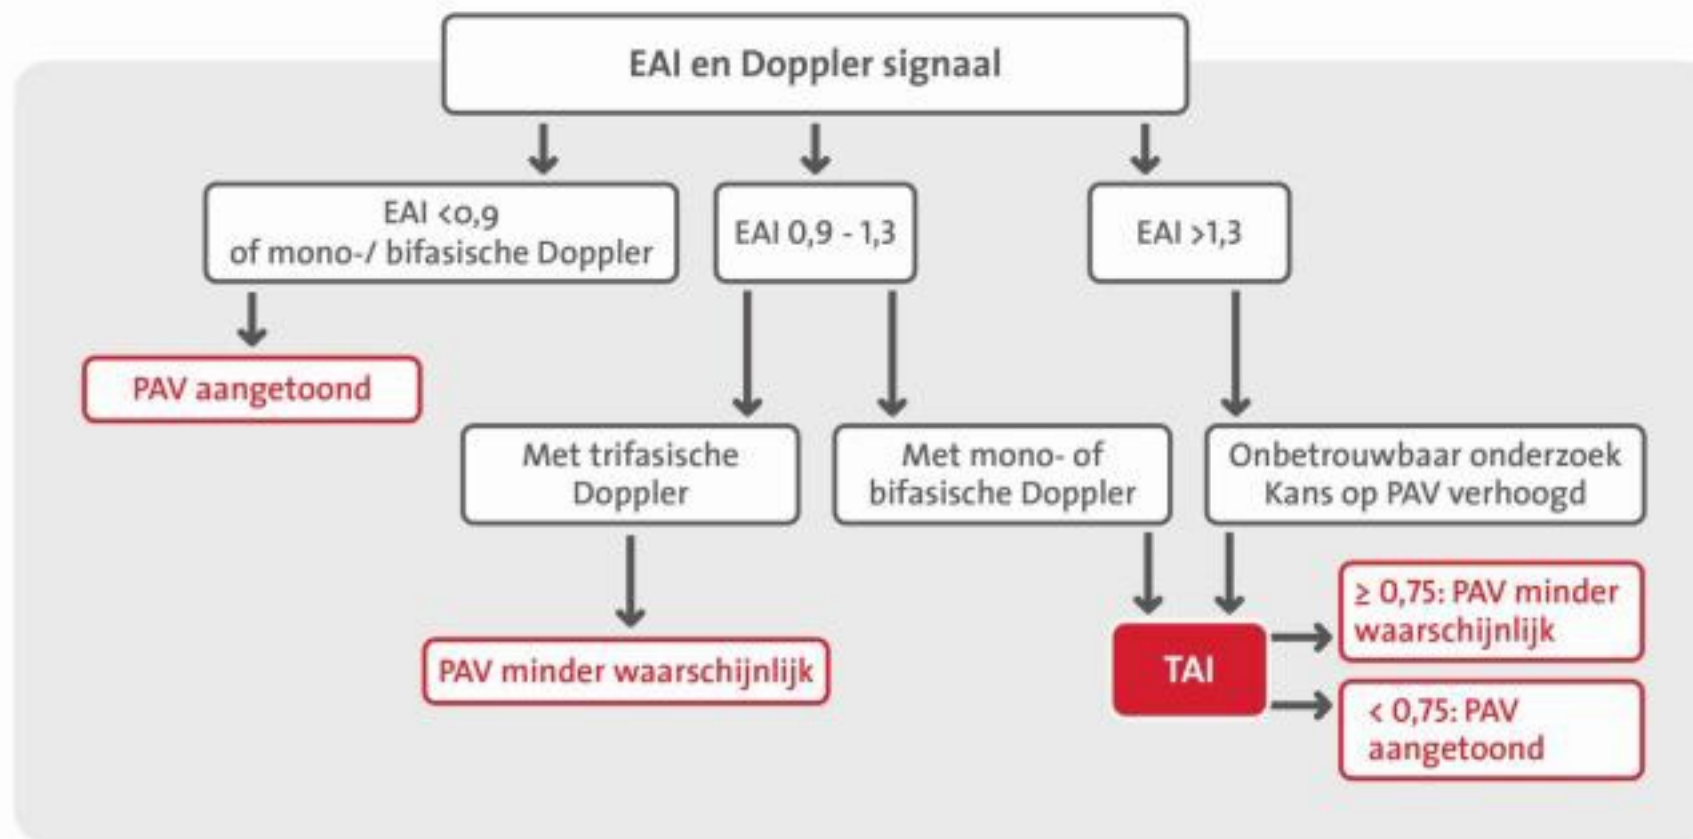 EAI en Doppler signaal
EAI <0,9
of mono-/ bifasische Doppler
EAI 0,9 - 1,3
EAI >1,3
PAV aangetoond
Met trifasische
Doppler
Met mono- of
bifasische Doppler
Onbetrouwbaar onderzoek
Kans op PAV verhoogd
PAV minder waarschijnlijk
TAI
≥ 0,75: PAV minder
waarschijnlijk
< 0,75: PAV
aangetoond